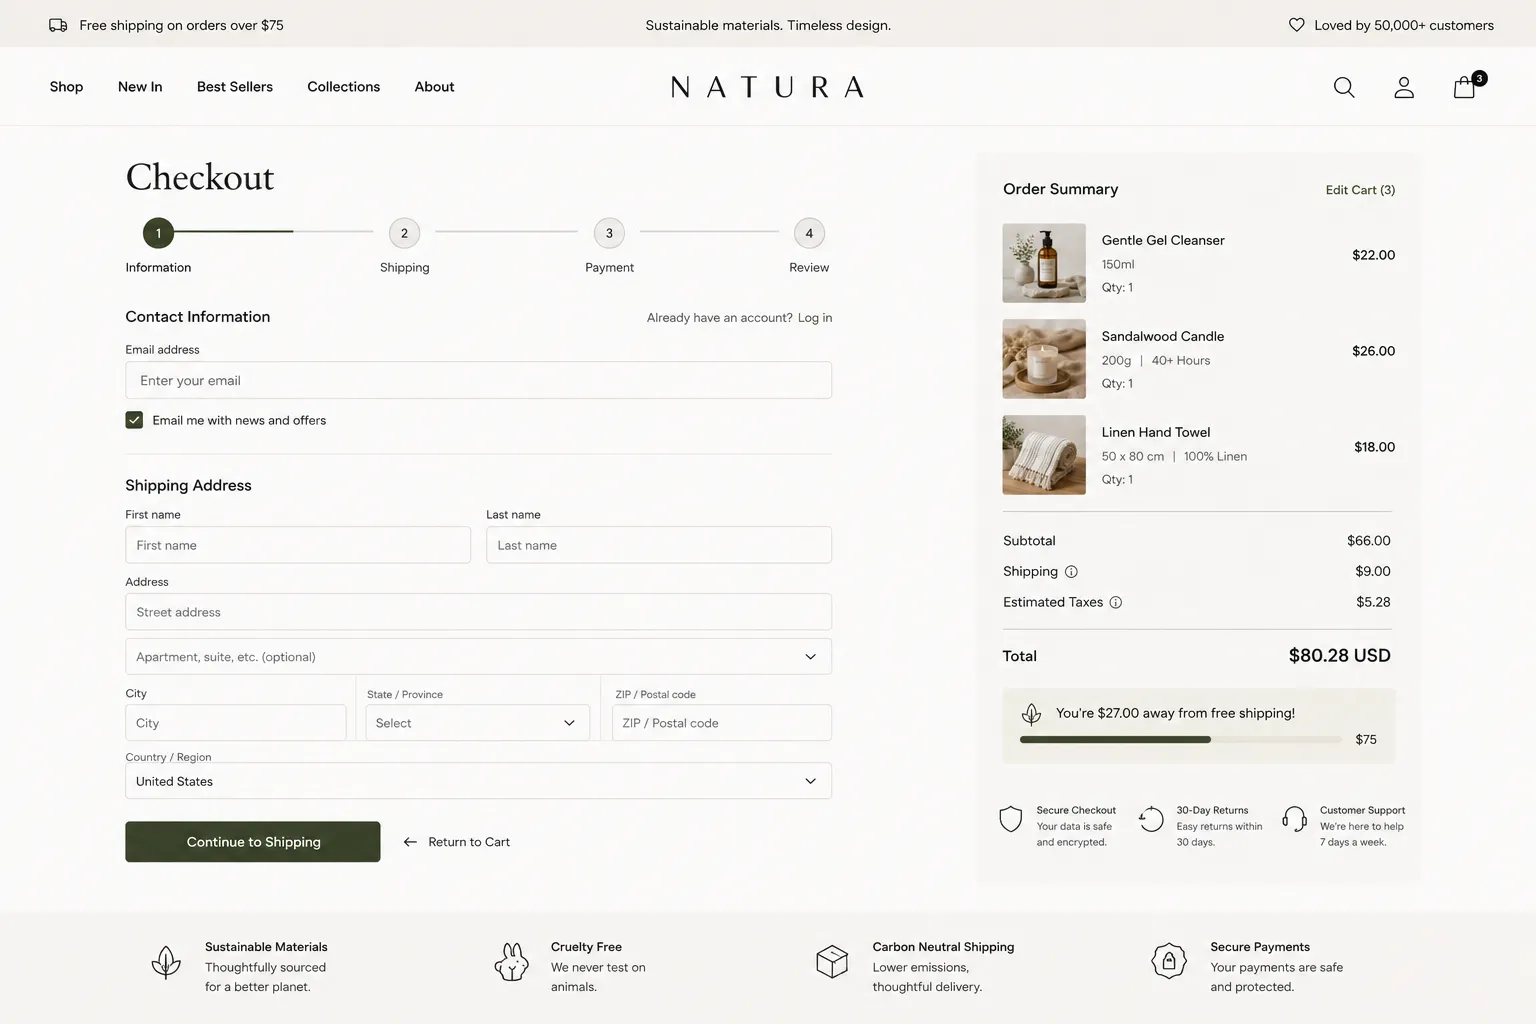 Free shipping on orders over $75
Sustainable materials. Timeless design.
Loved by 50,000+ customers
Shop
New In
Best Sellers
Collections
About
NATURA
3
Checkout
1
2
3
4
Information
Shipping
Payment
Review
Contact Information
Already have an account? Log in
Email address
Enter your email
Email me with news and offers
Shipping Address
First name
Last name
First name
Last name
Address
Street address
Apartment, suite, etc. (optional)
City
State / Province
ZIP / Postal code
City
Select
ZIP / Postal code
Country / Region
United States
Continue to Shipping
Return to Cart
Order Summary
Edit Cart (3)
Gentle Gel Cleanser
150ml
Qty: 1
$22.00
Sandalwood Candle
200g | 40+ Hours
Qty: 1
$26.00
Linen Hand Towel
50 x 80 cm | 100% Linen
Qty: 1
$18.00
Subtotal
$66.00
Shipping
$9.00
Estimated Taxes
$5.28
Total
$80.28 USD
You're $27.00 away from free shipping!
$75
Secure Checkout
Your data is safe
and encrypted.
30-Day Returns
Easy returns within
30 days.
Customer Support
We're here to help
7 days a week.
Sustainable Materials
Thoughtfully sourced
for a better planet.
Cruelty Free
We never test on
animals.
Carbon Neutral Shipping
Lower emissions,
thoughtful delivery.
Secure Payments
Your payments are safe
and protected.